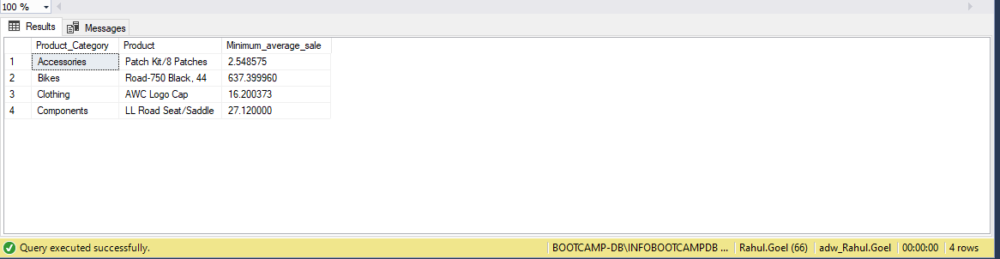 100 %
Results Messages
Product_Category Product Minimum_average_sale
1 Accessories Patch Kit/8 Patches 2.548575
2 Bikes Road-750 Black, 44 637.399960
3 Clothing AWC Logo Cap 16.200373
4 Components LL Road Seat/Saddle 27.120000
Query executed successfully. BOOTCAMP-DB\INFOBOOTCAMPDB ... Rahul.Goel (66) adw_Rahul.Goel 00:00:00 4 rows